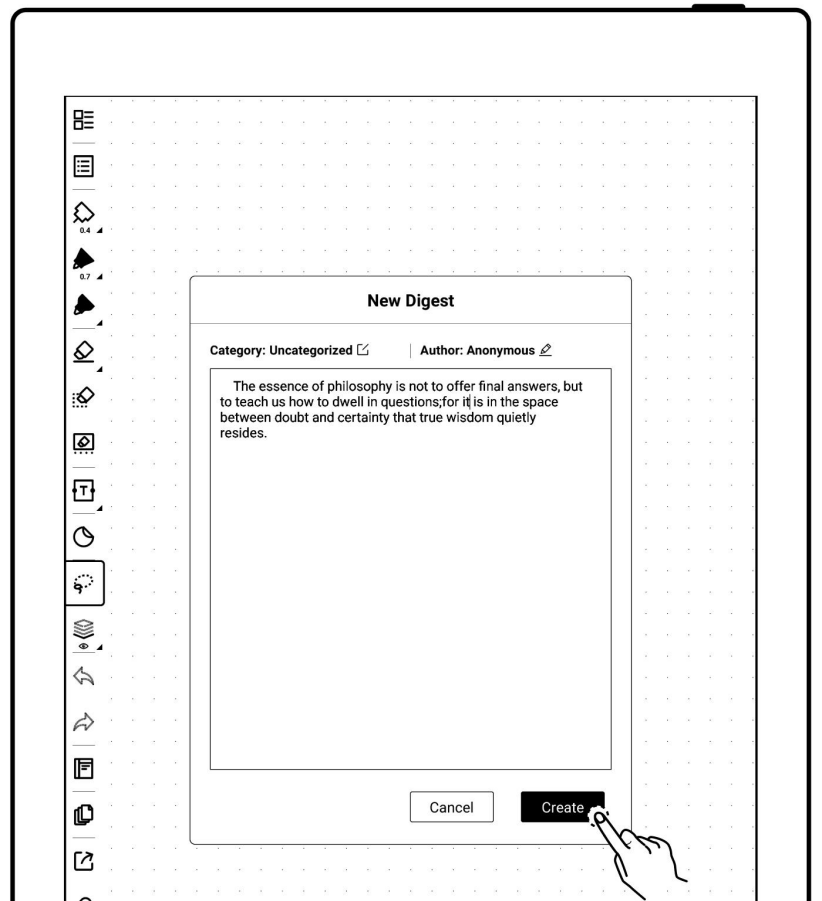 0.4
0.7
New Digest
Category: Uncategorized
Author: Anonymous
The essence of philosophy is not to offer final answers, but
to teach us how to dwell in questions;for it is in the space
between doubt and certainty that true wisdom quietly
resides.
T
Cancel
Create